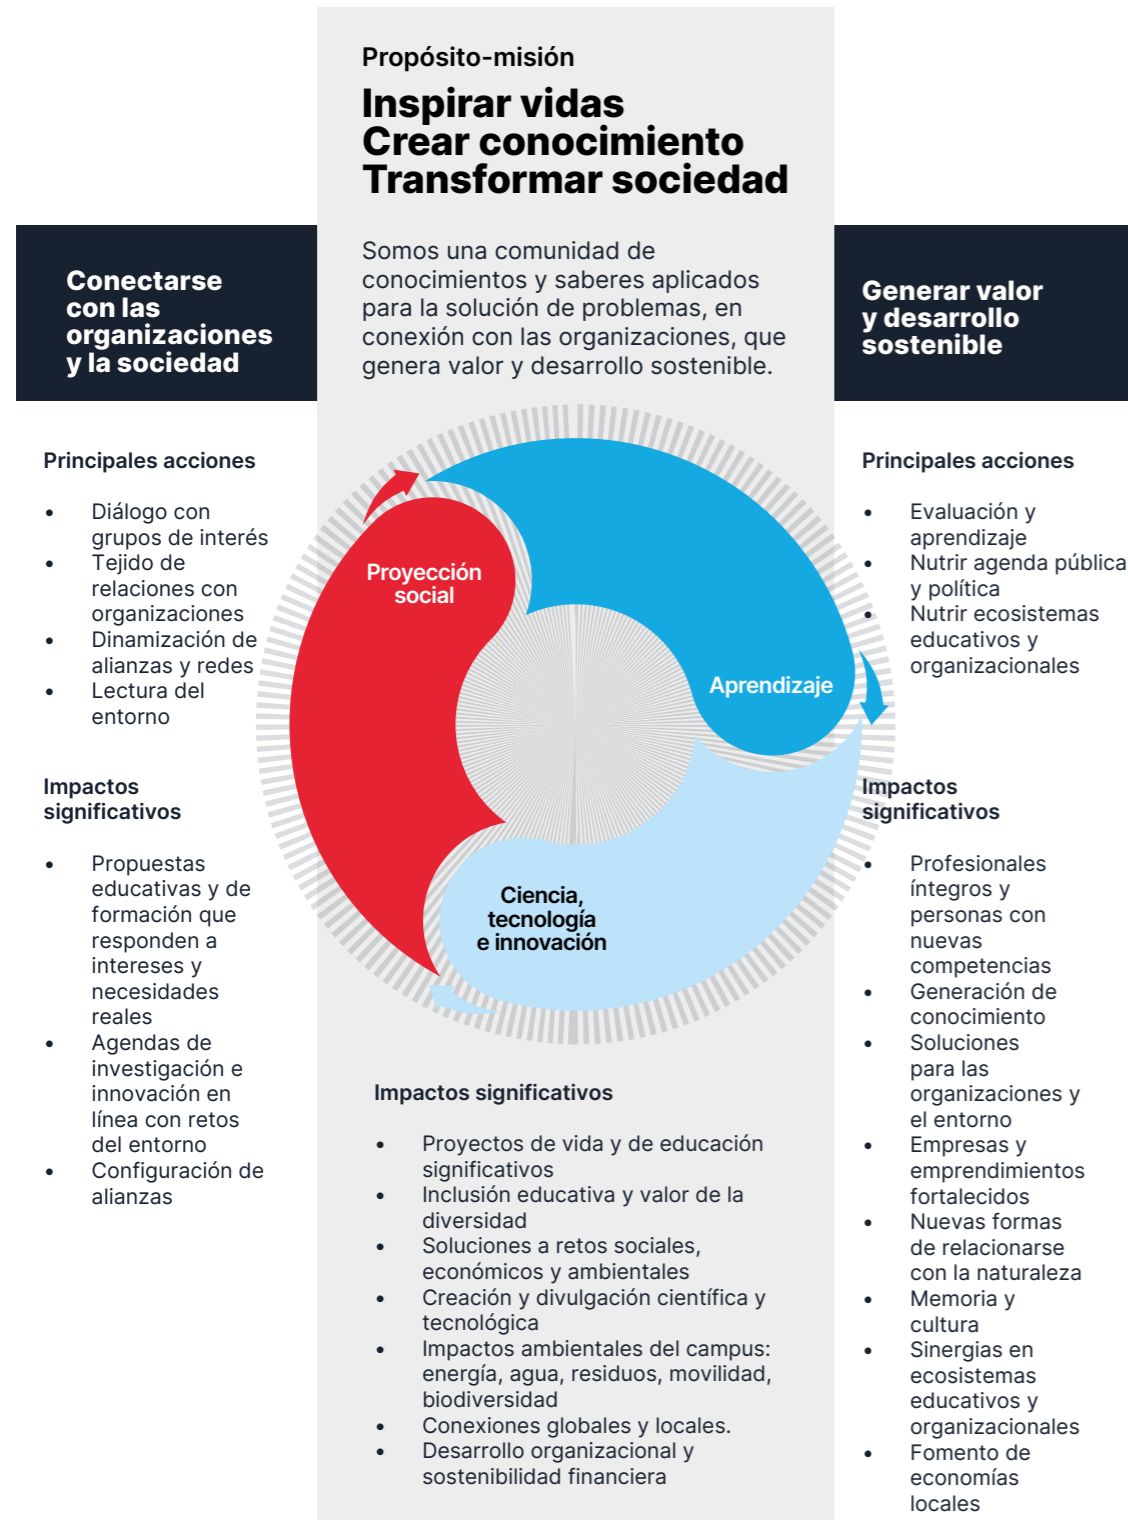 Propósito-misión
Inspirar vidas
Crear conocimiento
Transformar sociedad
Somos una comunidad de
conocimientos y saberes aplicados
para la solución de problemas, en
conexión con las organizaciones, que
genera valor y desarrollo sostenible.
Conectarse
con las
organizaciones
y la sociedad
Principales acciones
• Diálogo con
grupos de interés
• Tejido de
relaciones con
organizaciones
• Dinamización de
alianzas y redes
• Lectura del
entorno
Impactos
significativos
• Propuestas
educativas y de
formación que
responden a
intereses y
necesidades
reales
• Agendas de
investigación e
innovación en
línea con retos
del entorno
• Configuración de
alianzas
Proyección
social
Aprendizaje
Ciencia,
tecnología
e innovación
Impactos significativos
• Proyectos de vida y de educación
significativos
• Inclusión educativa y valor de la
diversidad
• Soluciones a retos sociales,
económicos y ambientales
• Creación y divulgación científica y
tecnológica
• Impactos ambientales del campus:
energía, agua, residuos, movilidad,
biodiversidad
• Conexiones globales y locales.
• Desarrollo organizacional y
sostenibilidad financiera
Generar valor
y desarrollo
sostenible
Principales acciones
• Evaluación y
aprendizaje
• Nutrir agenda pública
y política
• Nutrir ecosistemas
educativos y
organizacionales
Impactos
significativos
• Profesionales
íntegros y
personas con
nuevas
competencias
• Generación de
conocimiento
• Soluciones
para las
organizaciones y
el entorno
• Empresas y
emprendimientos
fortalecidos
• Nuevas formas
de relacionarse
con la naturaleza
• Memoria y
cultura
• Sinergias en
ecosistemas
educativos y
organizacionales
• Fomento de
economías
locales